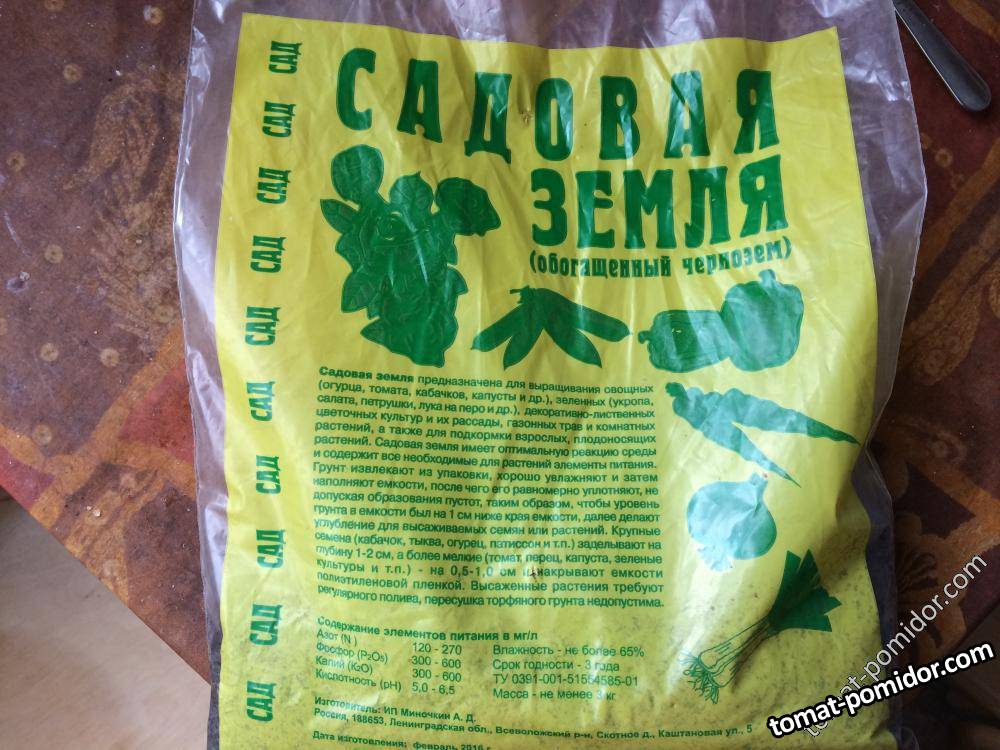 САД
САД
САД
САД
САД
САД
САД
САД
САД
САД
САДОВАЯ
ЗЕМЛЯ
(обогащенный чернозем)
Садовая земля предназначена для выращивания овощных
(огурца, томата, кабачков, капусты и др.), зеленных (укропа,
салата, петрушки, лука на перо и др.), декоративно-лиственных
цветочных культур и их рассады, газонных трав и комнатных
растений, а также для подкормки взрослых, плодоносящих
растений. Садовая земля имеет оптимальную реакцию среды
и содержит все необходимые для растений элементы питания.
Грунт извлекают из упаковки, хорошо увлажняют и затем
наполняют емкости, после чего его равномерно уплотняют, не
допуская образования пустот, таким образом, чтобы уровень
грунта в емкости был на 1 см ниже края емкости, далее делают
углубление для высаживаемых семян или растений. Крупные
семена (кабачок, тыква, огурец, патиссон и т.п.) заделывают на
глубину 1-2 см, а более мелкие (томат, перец, капуста, зеленые
культуры и т.п.) - на 0,5-1,0 см и накрывают емкости
полиэтиленовой пленкой. Высаженные растения требуют
регулярного полива, пересушка торфяного грунта недопустима.
Содержание элементов питания в мг/л
Азот (N ) 120 - 270
Фосфор (P₂O₅) -300 - 600
Калий (K₂O) 300 - 600
Кислотность (pH) 5,0 - 6,5
Влажность - не более 65%
Срок годности - 3 года
ТУ 0391-001-51554585-01
Масса - не менее 3 кг
Изготовитель: ИП Миночкин А. Д.
Россия, 188653, Ленинградская обл., Всеволожский р-н, Скотное д., Каштановая ул., 5
Дата изготовления: февраль 2016 г.
tomat-pomidor.com
tomat-pomidor.com